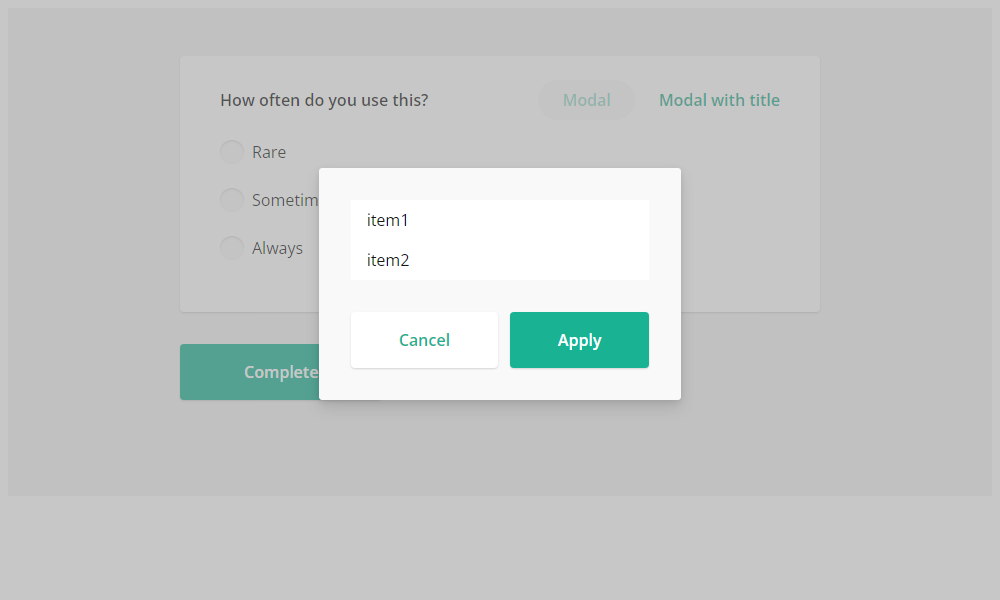 How often do you use this?
Modal
Modal with title
Rare
Sometim
Always
item1
item2
Cancel
Apply
Complete